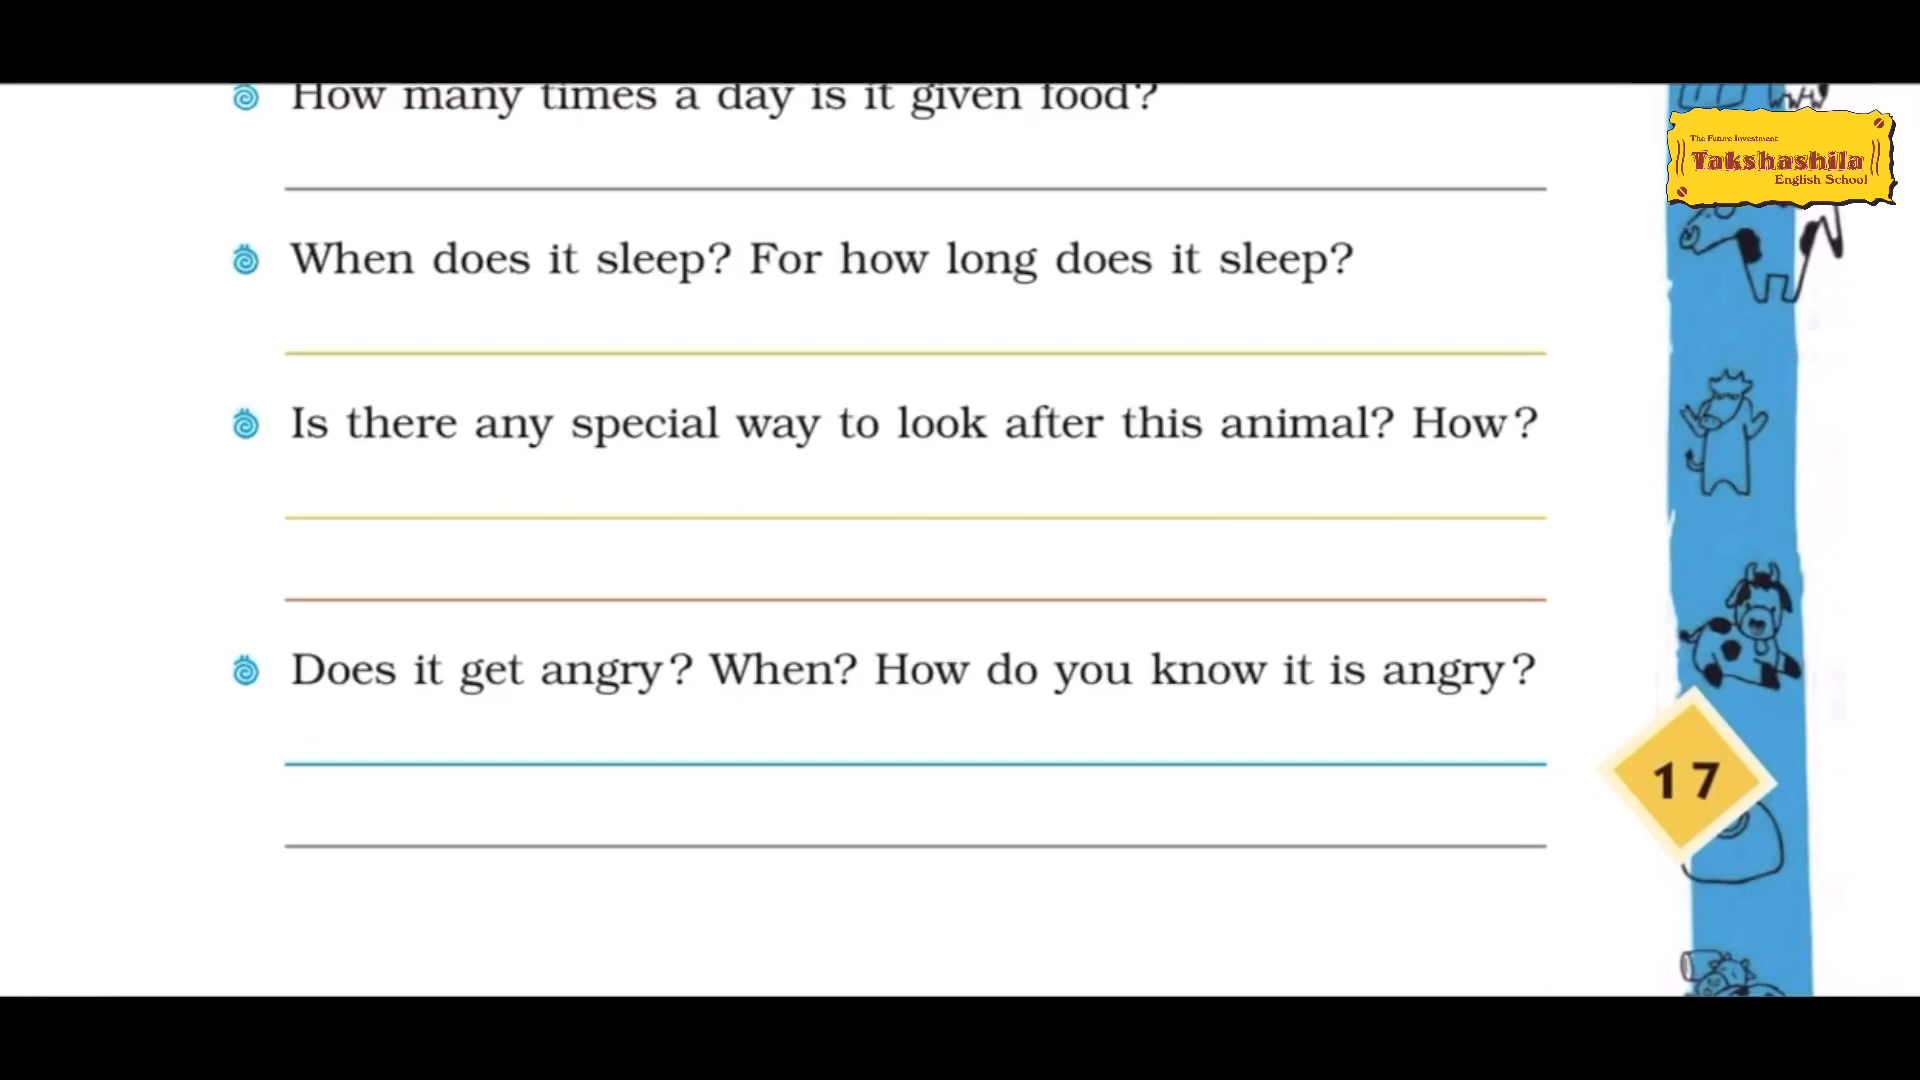 How many times a day is it given food?
The Future Investment
Takshashila
English School
When does it sleep? For how long does it sleep?
Is there any special way to look after this animal? How?
Does it get angry? When? How do you know it is angry?
17